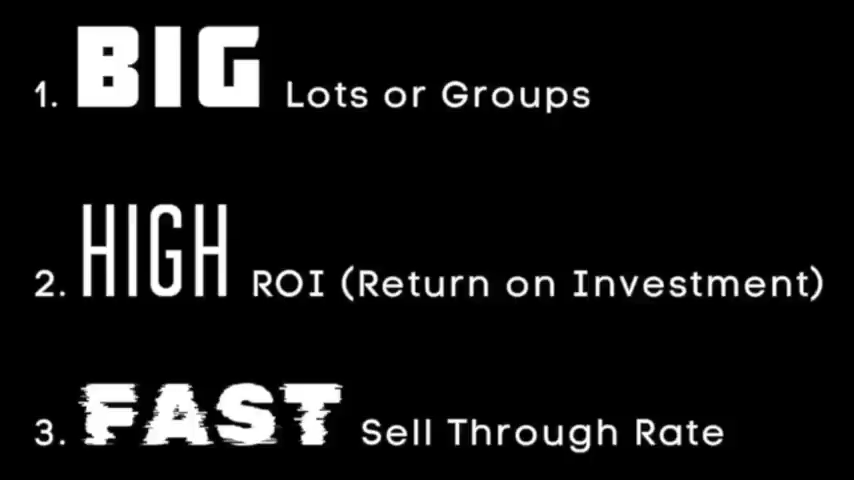 1. BIG Lots or Groups
2. HIGH ROI (Return on Investment)
3. FAST Sell Through Rate